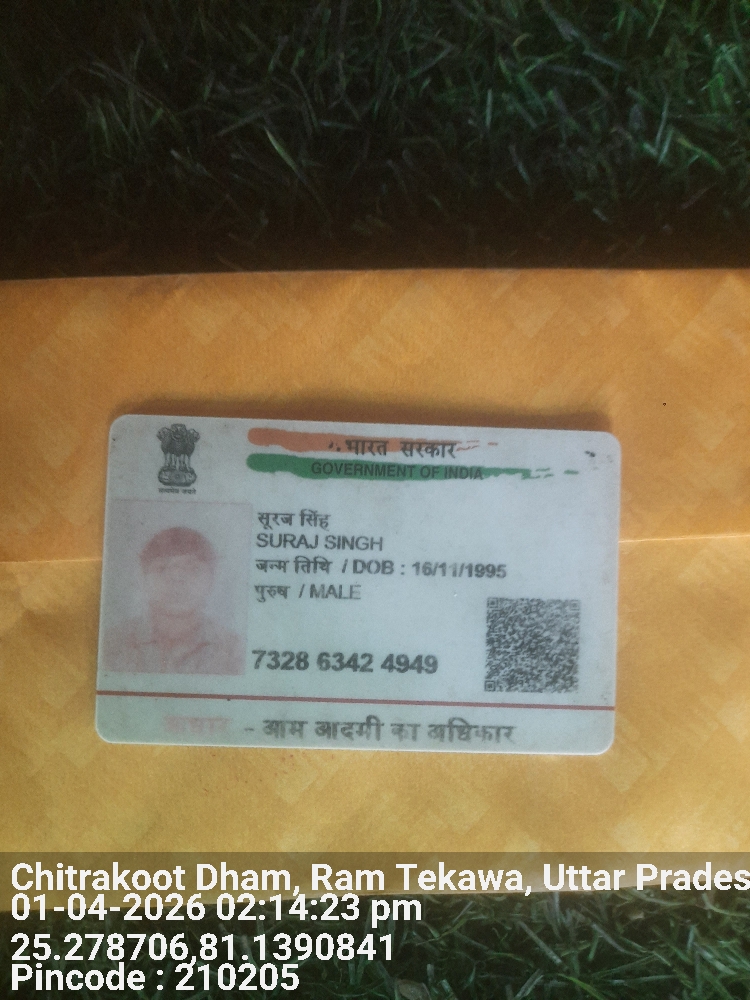 भारत सरकार
GOVERNMENT OF INDIA
सूरज सिंह
SURAJ SINGH
जन्म तिथि / DOB : 16/11/1995
पुरुष / MALE
7328 6342 4949
आधार - आम आदमी का अधिकार
Chitrakoot Dham, Ram Tekawa, Uttar Prades
01-04-2026 02:14:23 pm
25.278706,81.1390841
Pincode : 210205